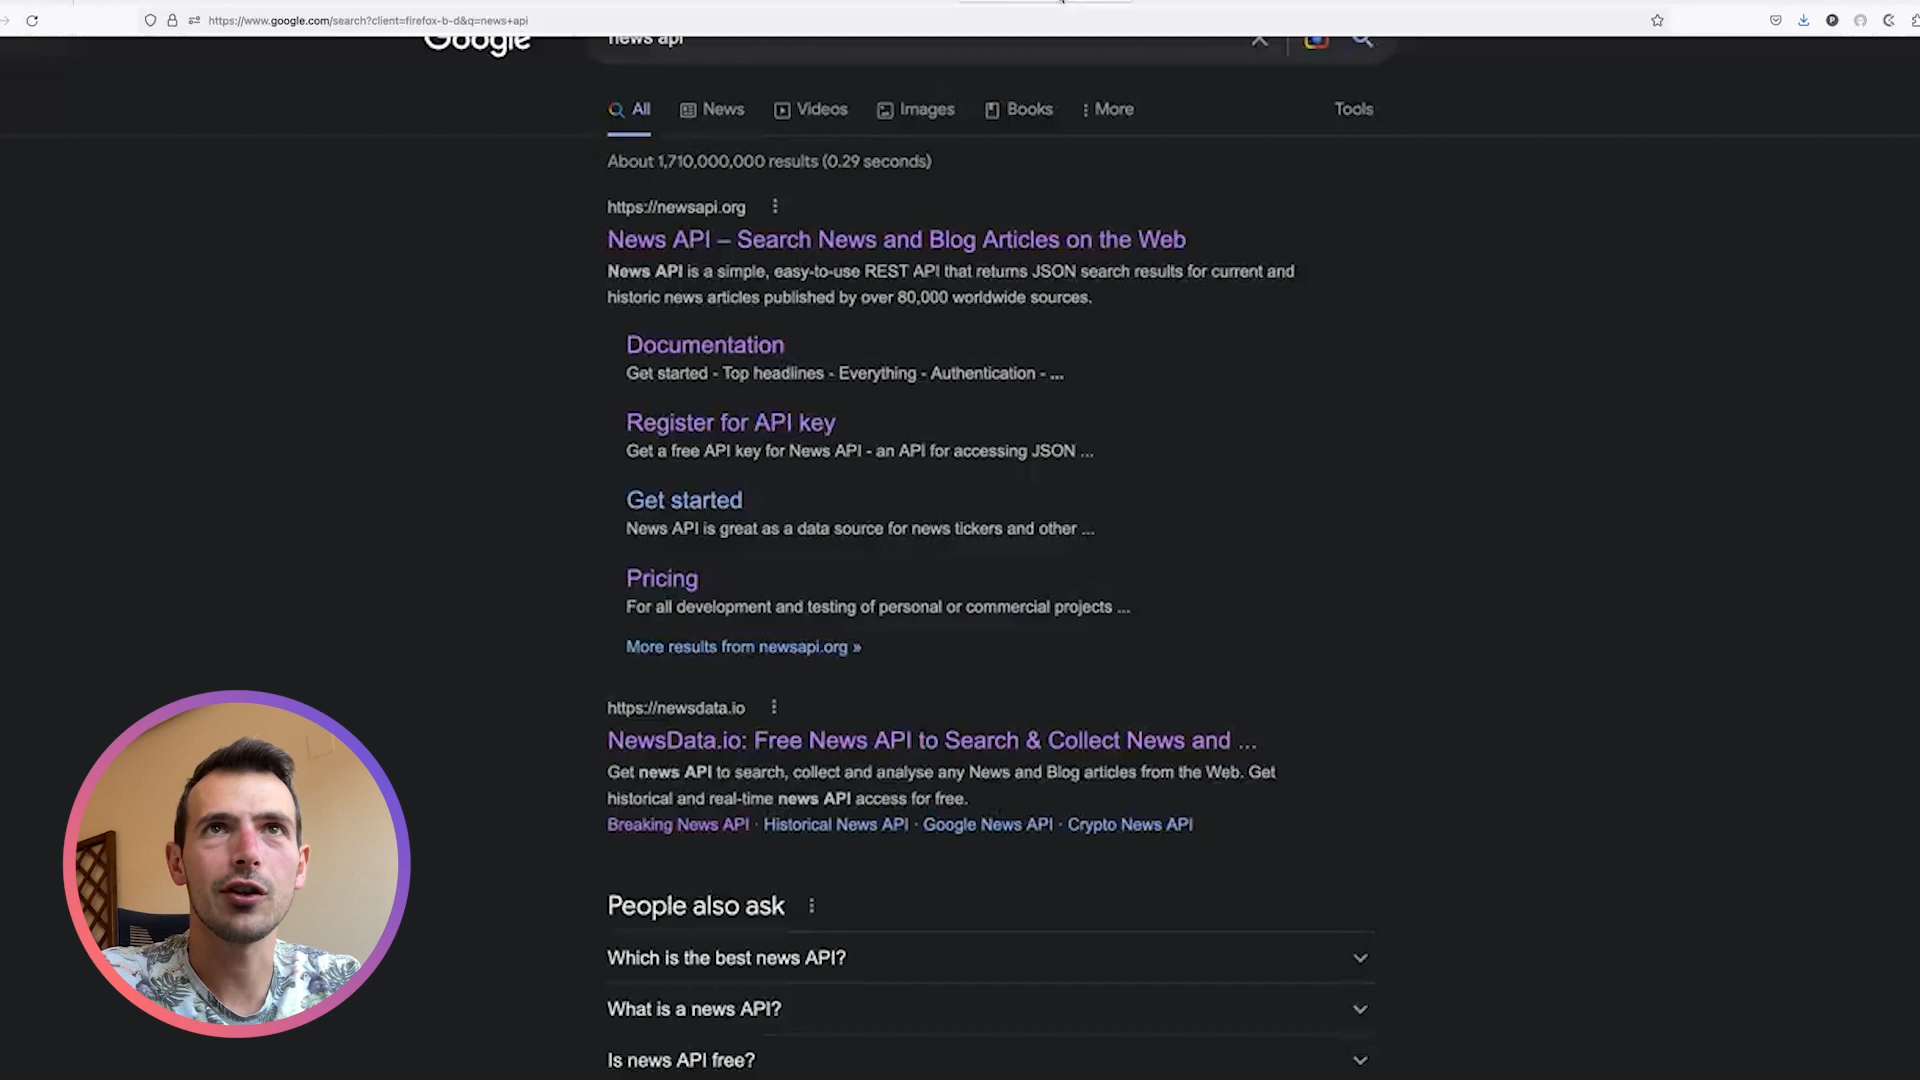 https://www.google.com/search?client=firefox-b-d&q=news+api
Google
news api
All
News
Videos
Images
Books
More
Tools
About 1,710,000,000 results (0.29 seconds)
https://newsapi.org
News API – Search News and Blog Articles on the Web
News API is a simple, easy-to-use REST API that returns JSON search results for current and
historic news articles published by over 80,000 worldwide sources.
Documentation
Get started - Top headlines - Everything - Authentication - ...
Register for API key
Get a free API key for News API - an API for accessing JSON ...
Get started
News API is great as a data source for news tickers and other ...
Pricing
For all development and testing of personal or commercial projects ...
More results from newsapi.org »
https://newsdata.io
NewsData.io: Free News API to Search & Collect News and ...
Get news API to search, collect and analyse any News and Blog articles from the Web. Get
historical and real-time news API access for free.
Breaking News API · Historical News API · Google News API · Crypto News API
People also ask
Which is the best news API?
What is a news API?
Is news API free?